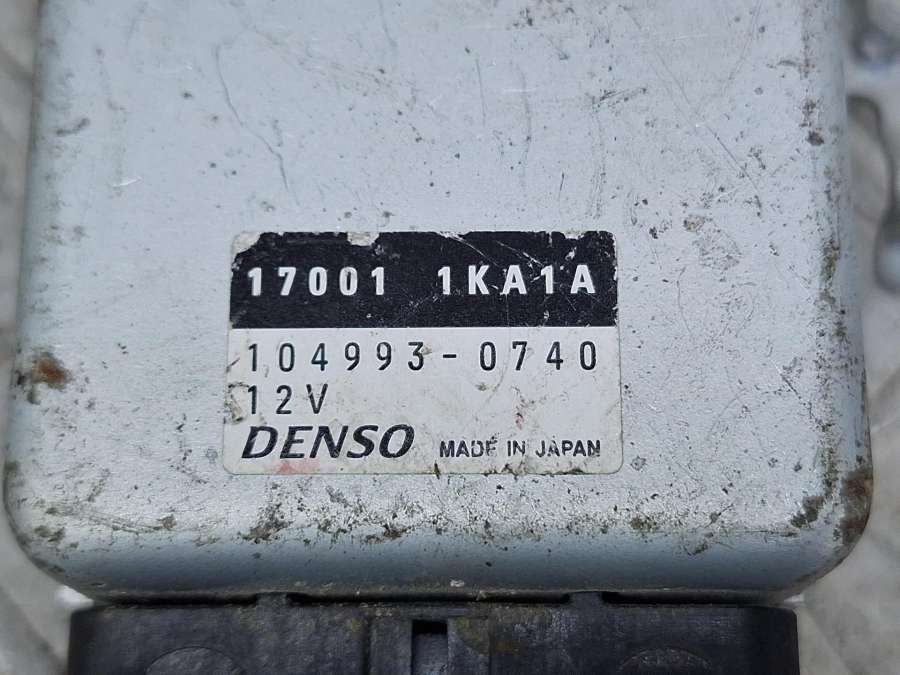 17001 1KA1A
104993-0740
12V
DENSO MADE IN JAPAN